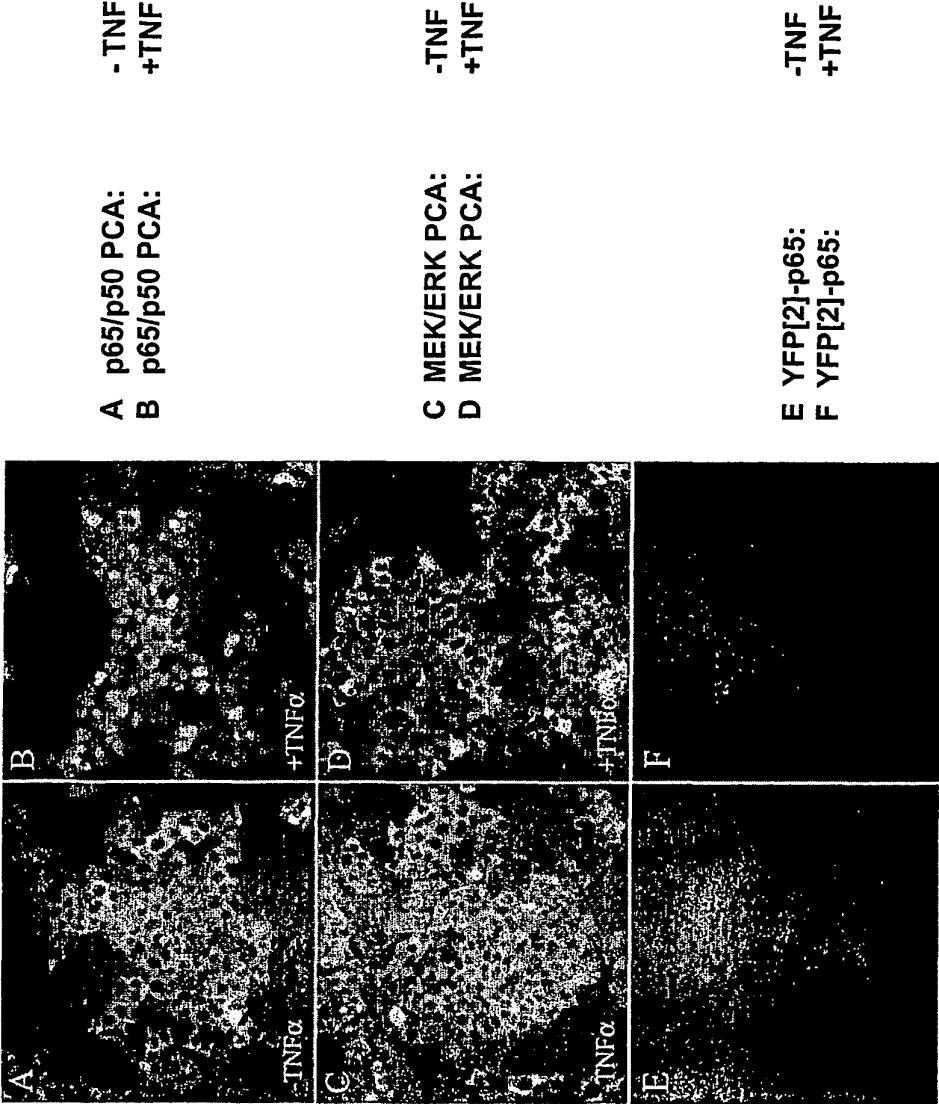 A
-TNFα
B
+TNFα
C
-TNFα
D
+TNFα
E
F
A p65/p50 PCA: - TNF
B p65/p50 PCA: +TNF
C MEK/ERK PCA: -TNF
D MEK/ERK PCA: +TNF
E YFP[2]-p65: -TNF
F YFP[2]-p65: +TNF